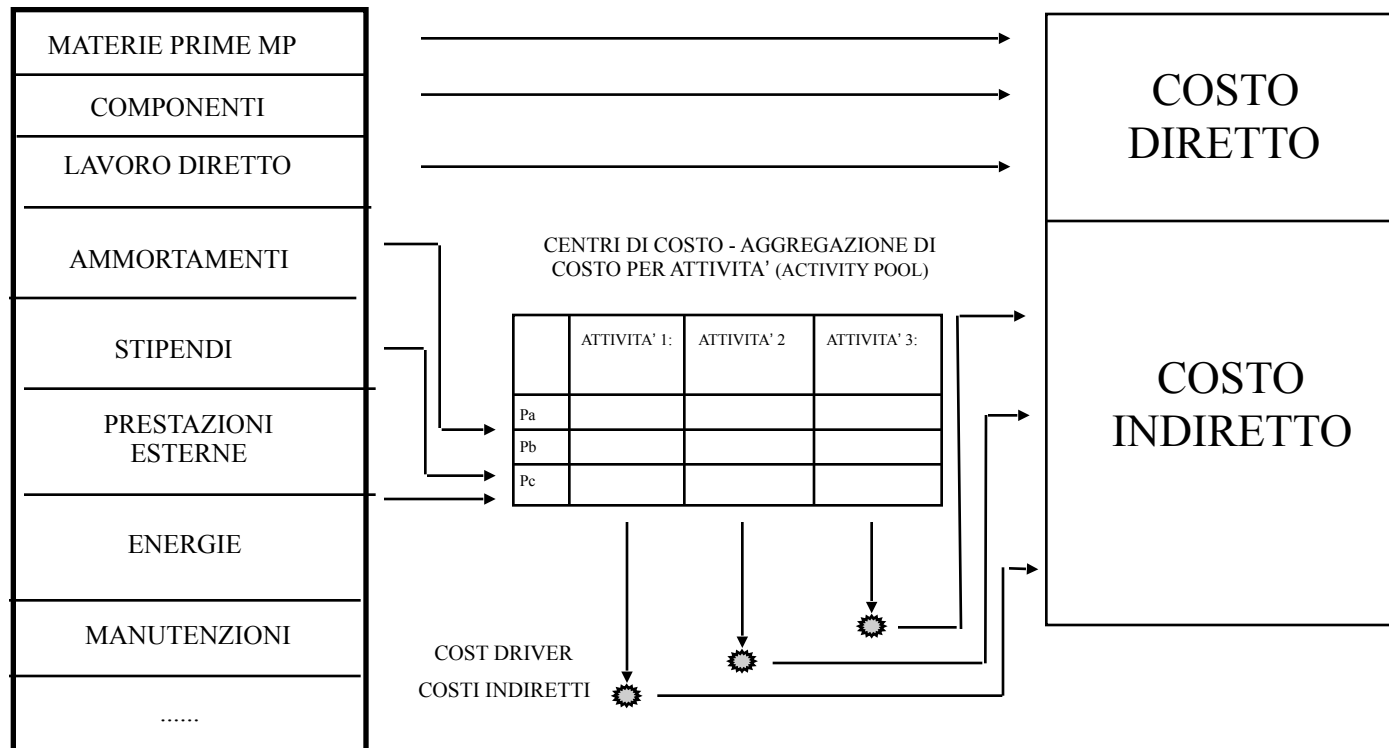 MATERIE PRIME MP
COMPONENTI
LAVORO DIRETTO
AMMORTAMENTI
STIPENDI
PRESTAZIONI
ESTERNE
ENERGIE
MANUTENZIONI
......
CENTRI DI COSTO - AGGREGAZIONE DI
COSTO PER ATTIVITA’ (ACTIVITY POOL)
ATTIVITA’ 1: ATTIVITA’ 2 ATTIVITA’ 3:
Pa
Pb
Pc
COST DRIVER
COSTI INDIRETTI
COSTO
DIRETTO
COSTO
INDIRETTO